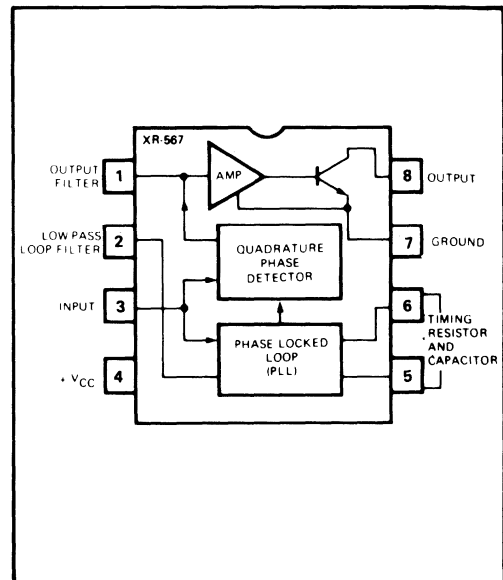 XR-567
OUTPUT
FILTER
1
AMP
8
OUTPUT
LOW PASS
LOOP FILTER
2
QUADRATURE
PHASE
DETECTOR
7
GROUND
INPUT
3
PHASE LOCKED
LOOP
(PLL)
6
TIMING
RESISTOR
AND
CAPACITOR
+ VCC
4
5